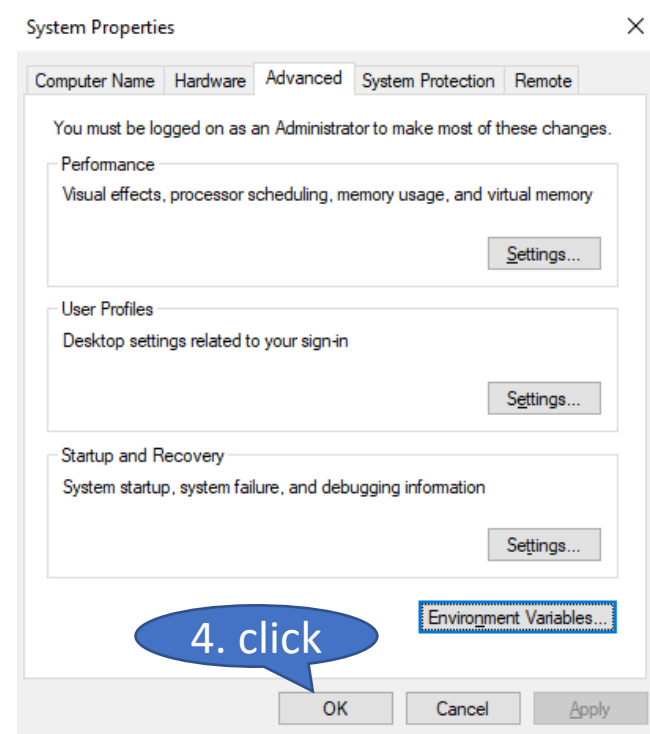 System Properties
Computer Name Hardware Advanced System Protection Remote
You must be logged on as an Administrator to make most of these changes.
Performance
Visual effects, processor scheduling, memory usage, and virtual memory
Settings...
User Profiles
Desktop settings related to your sign-in
Settings...
Startup and Recovery
System startup, system failure, and debugging information
Settings...
Environment Variables...
4. click
OK Cancel Apply